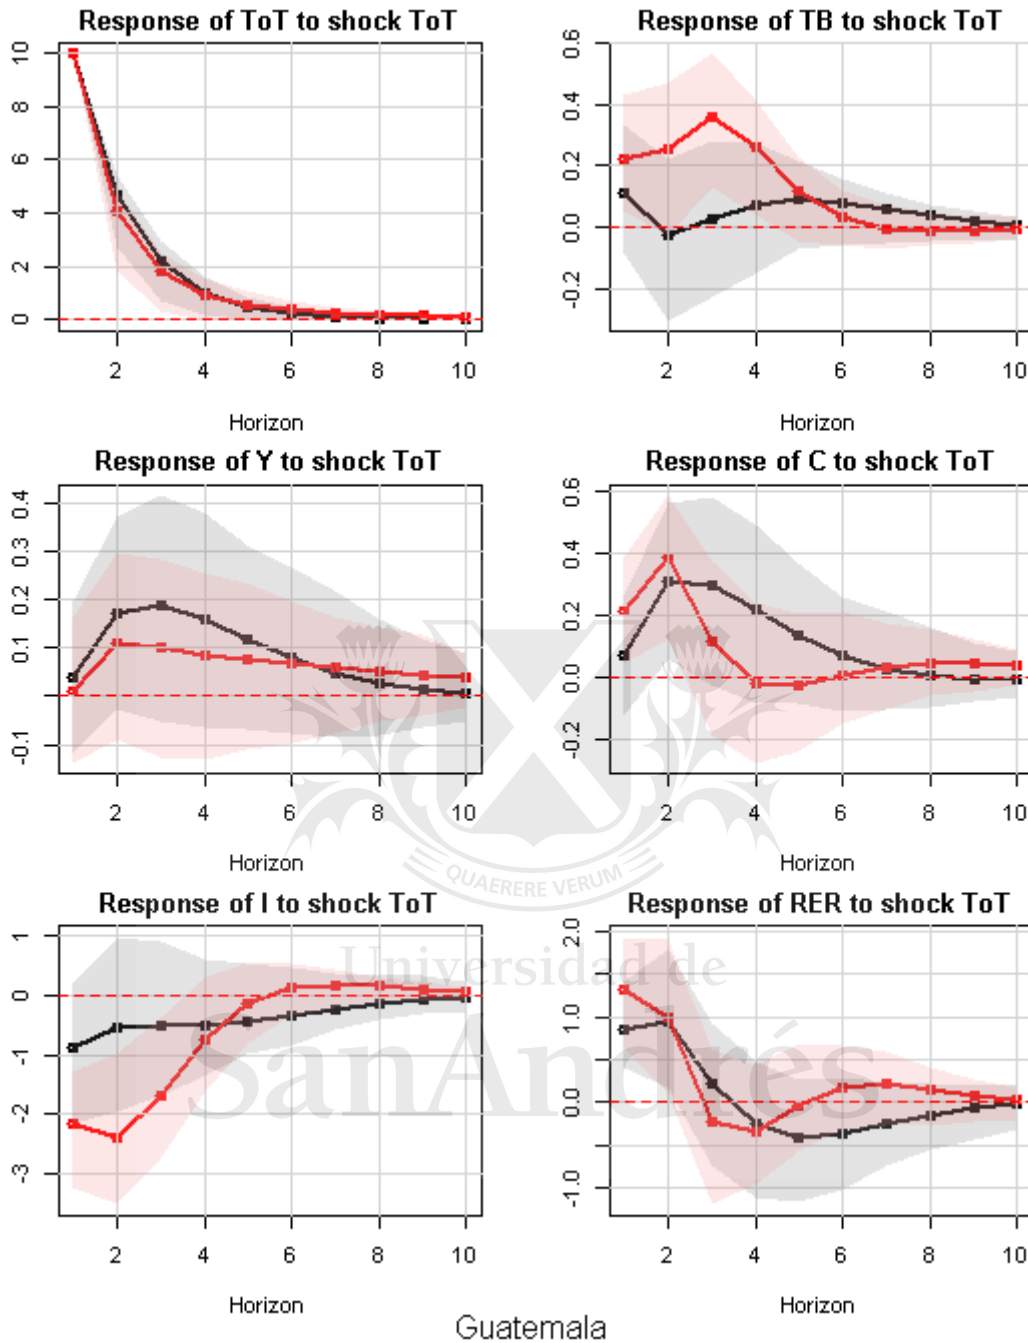 Response of ToT to shock ToT
0 2 4 6 8 10
2 4 6 8 10
Horizon
Response of TB to shock ToT
-0.2 0.0 0.2 0.4 0.6
2 4 6 8 10
Response of Y to shock ToT
-0.1 0.1 0.2 0.3 0.4
2 4 6 8 10
Horizon
Response of C to shock ToT
-0.2 0.0 0.2 0.4 0.6
2 4 6 8 10
Horizon
QUAERERE VERUM
Response of I to shock ToT
-3 -2 -1 0 1
2 4 6 8 10
Horizon
Response of RER to shock ToT
-1.0 0.0 1.0 2.0
2 4 6 8 10
Horizon
Universidad de
SanAndrés
Guatemala